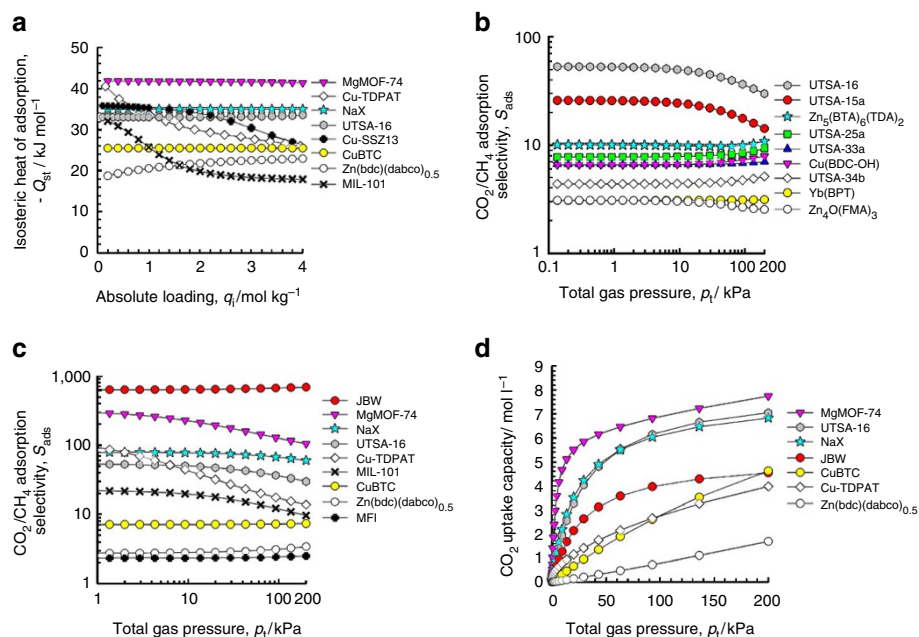 a
Isosteric heat of adsorption,
- Qst / kJ mol−1
50
40
30
20
10
0
0 1 2 3 4
Absolute loading, qi/mol kg−1
MgMOF-74
Cu-TDPAT
NaX
UTSA-16
Cu-SSZ13
CuBTC
Zn(bdc)(dabco)0.5
MIL-101
b
CO2/CH4 adsorption
selectivity, Sads
100
10
1
0.1 1 10 100 200
Total gas pressure, pt/ kPa
UTSA-16
UTSA-15a
Zn5(BTA)6(TDA)2
UTSA-25a
UTSA-33a
Cu(BDC-OH)
UTSA-34b
Yb(BPT)
Zn4O(FMA)3
c
CO2/CH4 adsorption
selectivity, Sads
1,000
100
10
1
1 10 100 200
Total gas pressure, pt/kPa
JBW
MgMOF-74
NaX
UTSA-16
Cu-TDPAT
MIL-101
CuBTC
Zn(bdc)(dabco)0.5
MFI
d
CO2 uptake capacity/ mol l−1
9
8
7
6
5
4
3
2
1
0
0 50 100 150 200
Total gas pressure, pt/kPa
MgMOF-74
UTSA-16
NaX
JBW
CuBTC
Cu-TDPAT
Zn(bdc)(dabco)0.5